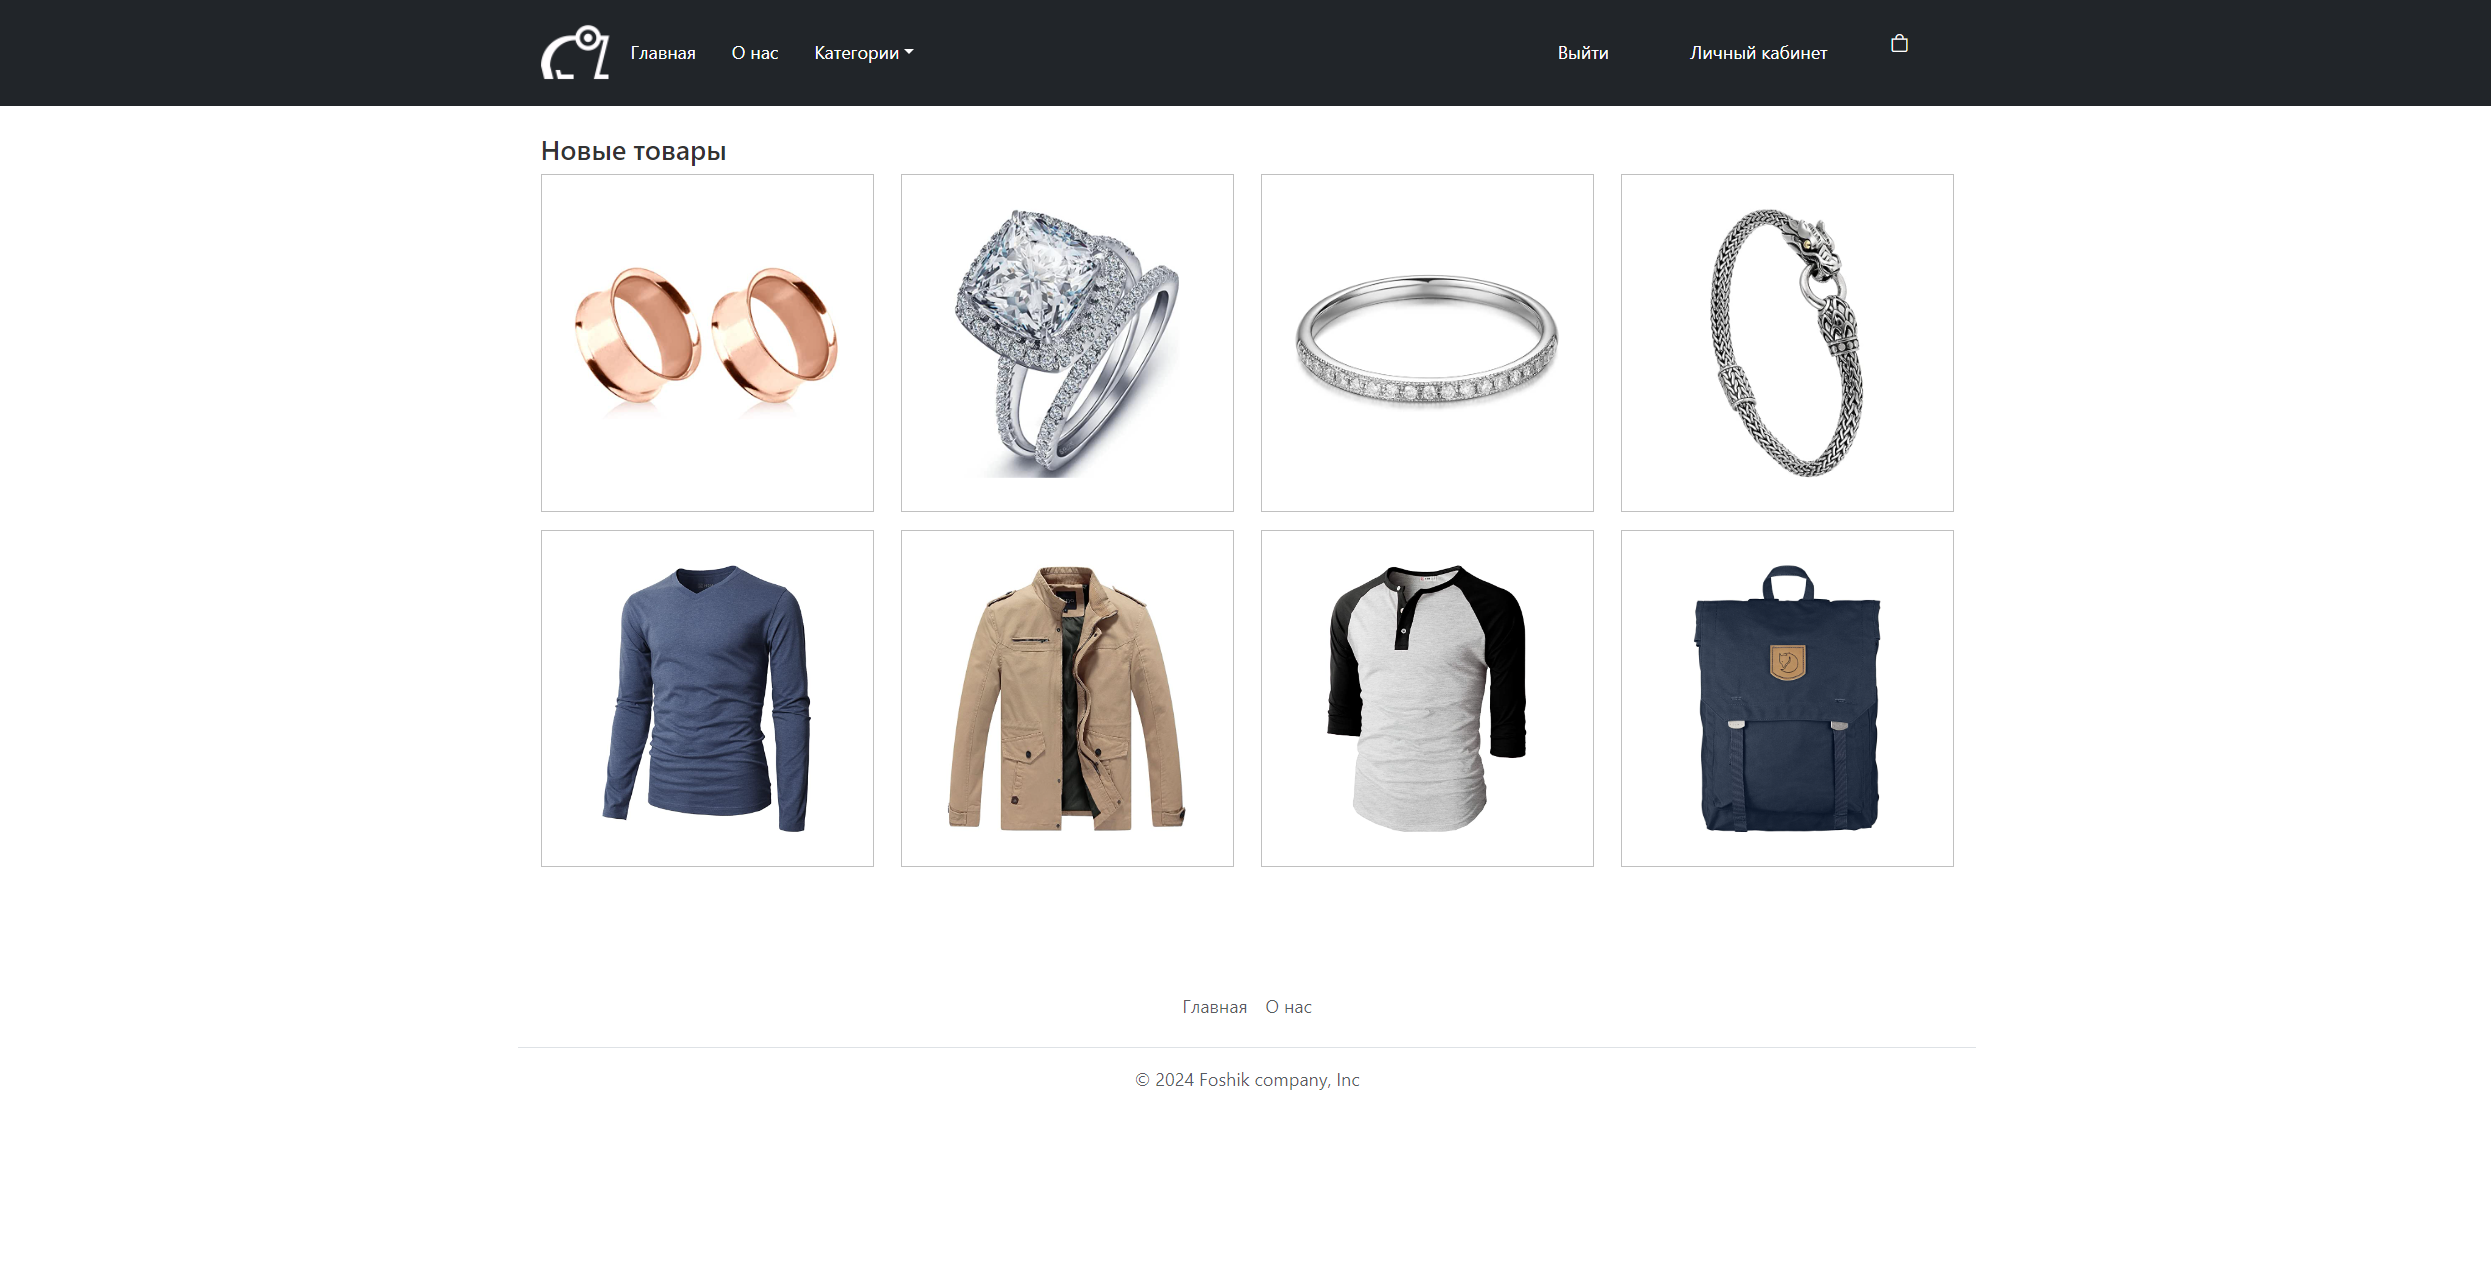 Главная О нас Категории Выйти Личный кабинет
Новые товары
Главная О нас
© 2024 Foshik company, Inc